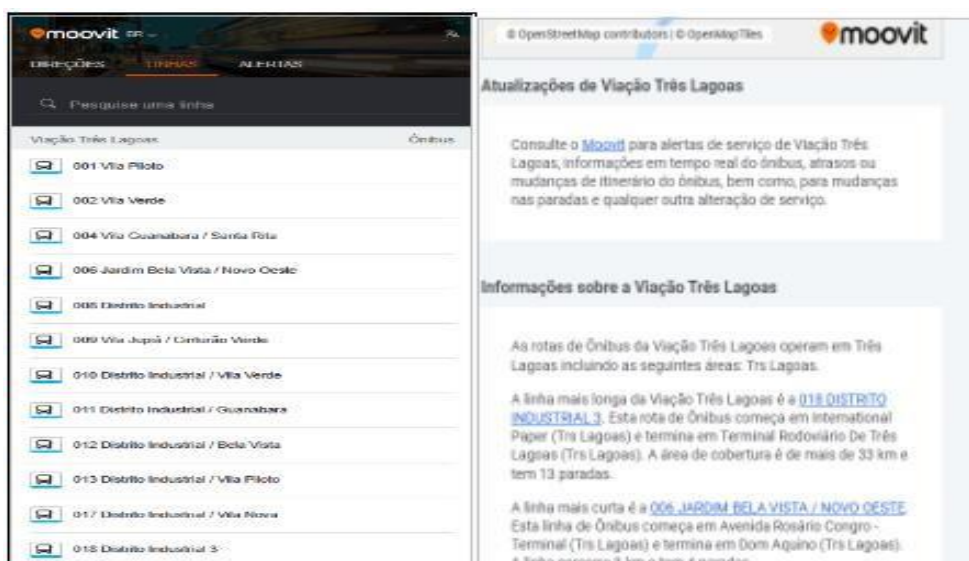 moovit BR
DIREÇÕES LINHAS ALERTAS
Pesquise uma linha
Viação Três Lagoas Ônibus
001 Vila Piloto
002 Vila Verde
004 Vila Guanabara / Santa Rita
006 Jardim Bela Vista / Novo Oeste
008 Distrito Industrial
009 Vila Jupiá / Cinturão Verde
010 Distrito Industrial / Vila Verde
011 Distrito Industrial / Guanabara
012 Distrito Industrial / Bela Vista
013 Distrito Industrial / Vila Piloto
017 Distrito Industrial / Vila Nova
018 Distrito Industrial 3
© OpenStreetMap contributors | © OpenMapTiles
moovit
Atualizações de Viação Três Lagoas
Consulte o Moovit para alertas de serviço de Viação Três
Lagoas, informações em tempo real do ônibus, atrasos ou
mudanças de itinerário do ônibus, bem como, para mudanças
nas paradas e qualquer outra alteração de serviço.
Informações sobre a Viação Três Lagoas
As rotas de Ônibus da Viação Três Lagoas operam em Três
Lagoas incluindo as seguintes áreas: Trs Lagoas.
A linha mais longa da Viação Três Lagoas é a 018 DISTRITO
INDUSTRIAL 3. Esta rota de Ônibus começa em International
Paper (Trs Lagoas) e termina em Terminal Rodoviário De Três
Lagoas (Trs Lagoas). A área de cobertura é de mais de 33 km e
tem 13 paradas.
A linha mais curta é a 006 JARDIM BELA VISTA / NOVO OESTE.
Esta linha de Ônibus começa em Avenida Rosário Congro -
Terminal (Trs Lagoas) e termina em Dom Aquino (Trs Lagoas).